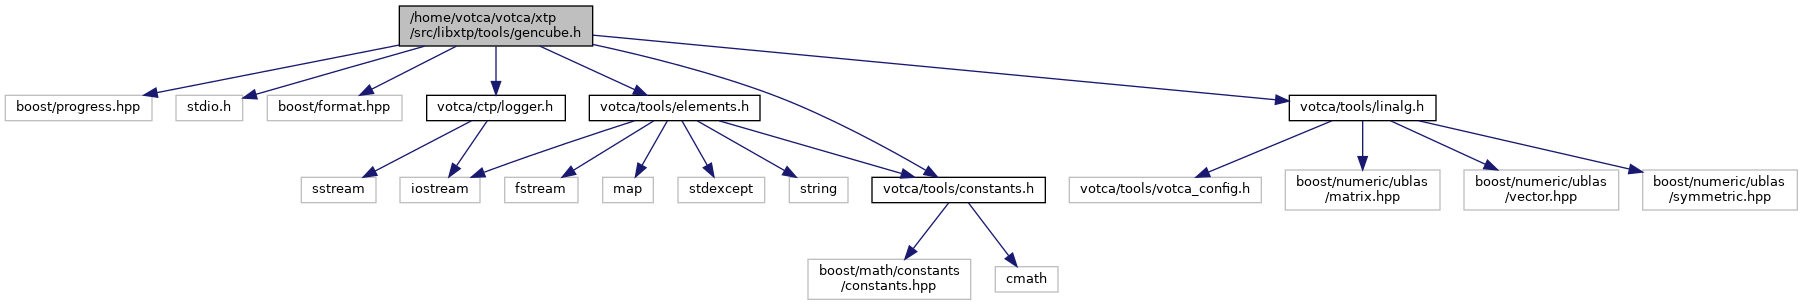 /home/votca/votca/xtp
/src/libxtp/tools/gencube.h
boost/progress.hpp
stdio.h
boost/format.hpp
votca/ctp/logger.h
votca/tools/elements.h
votca/tools/linalg.h
sstream
iostream
fstream
map
stdexcept
string
votca/tools/constants.h
votca/tools/votca_config.h
boost/numeric/ublas
/matrix.hpp
boost/numeric/ublas
/vector.hpp
boost/numeric/ublas
/symmetric.hpp
boost/math/constants
/constants.hpp
cmath